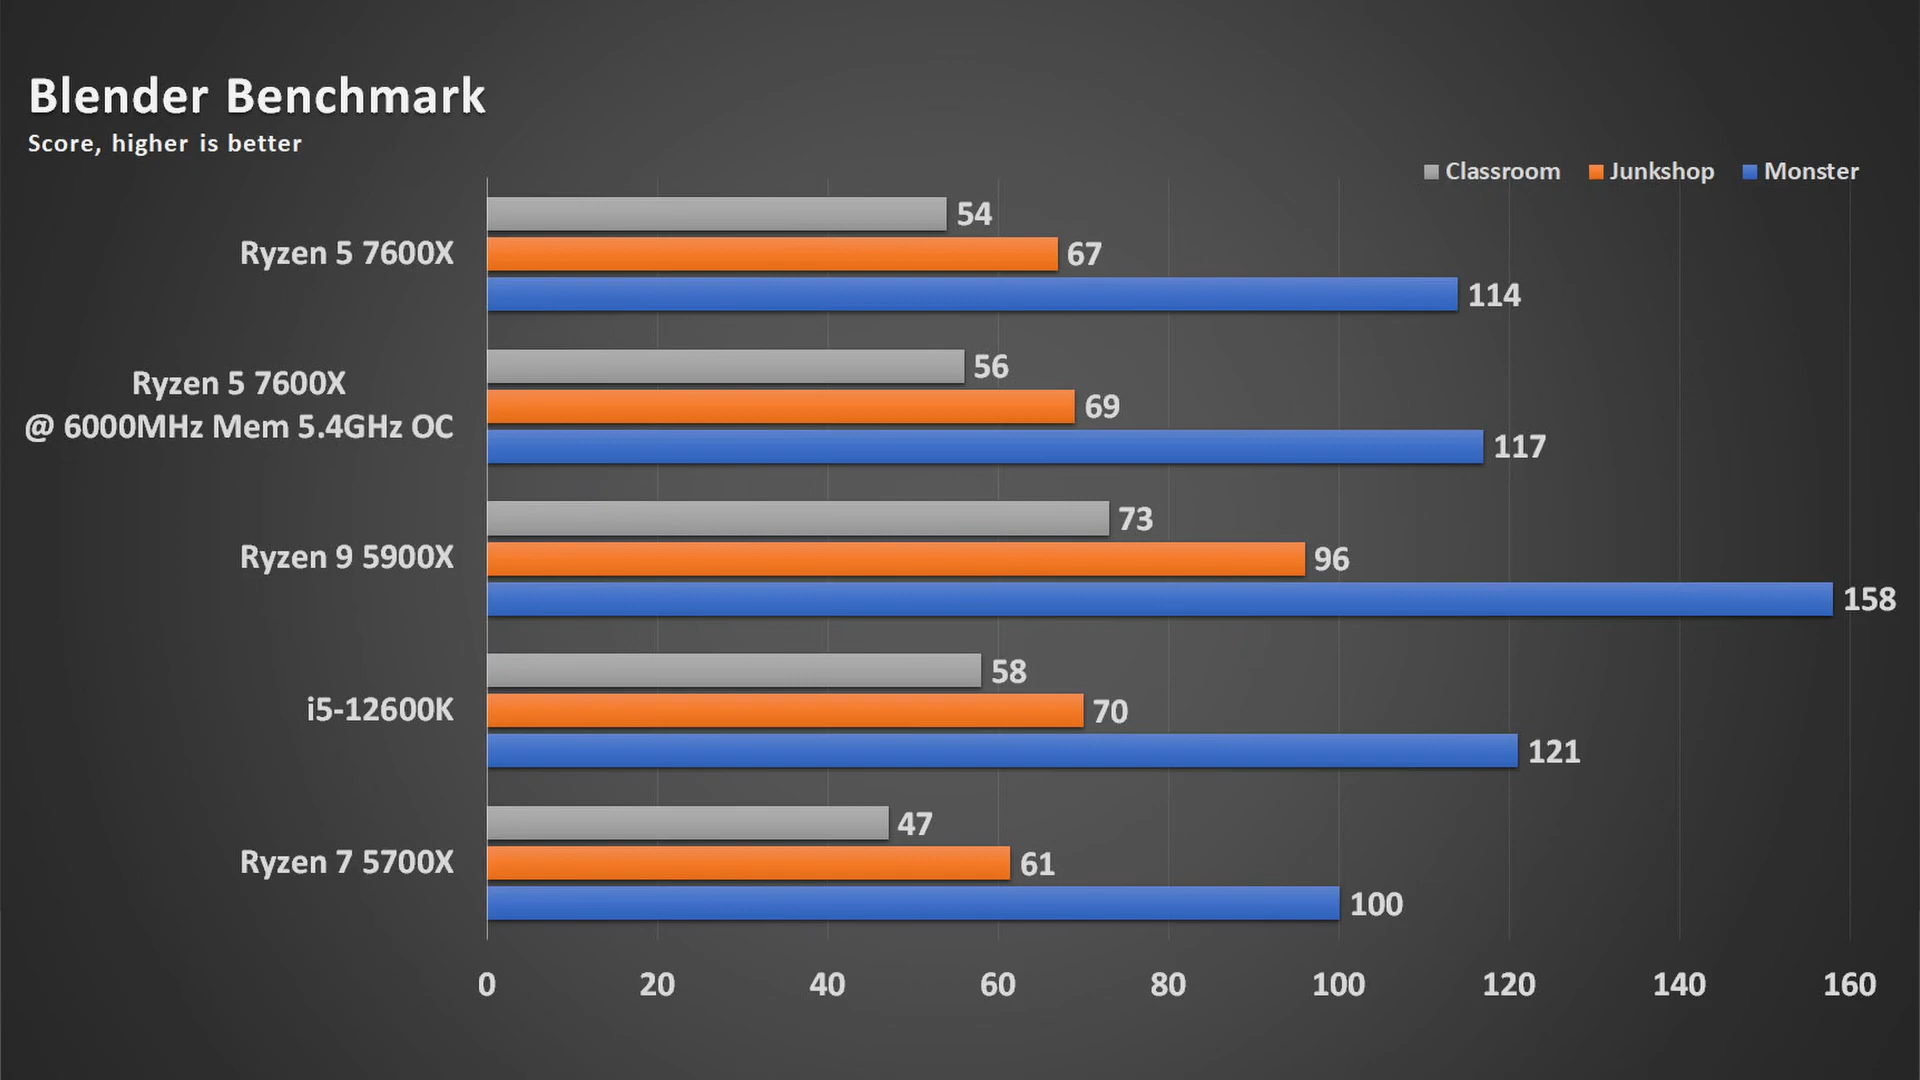 Blender Benchmark
Score, higher is better
Classroom Junkshop Monster
Ryzen 5 7600X
54
67
114
Ryzen 5 7600X
@ 6000MHz Mem 5.4GHz OC
56
69
117
Ryzen 9 5900X
73
96
158
i5-12600K
58
70
121
Ryzen 7 5700X
47
61
100
0 20 40 60 80 100 120 140 160